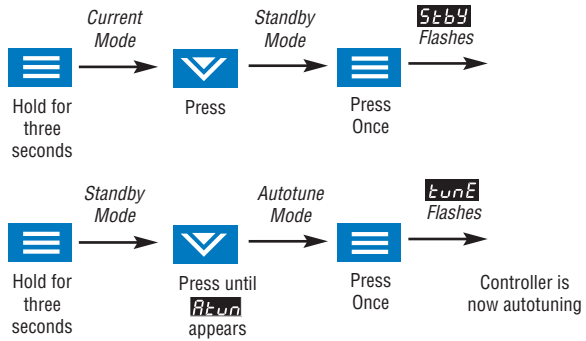 Current
Mode
Standby
Mode
StbY
Flashes
Hold for
three
seconds
Press
Press
Once
Standby
Mode
Autotune
Mode
tunE
Flashes
Hold for
three
seconds
Press until
Atun
appears
Press
Once
Controller is
now autotuning